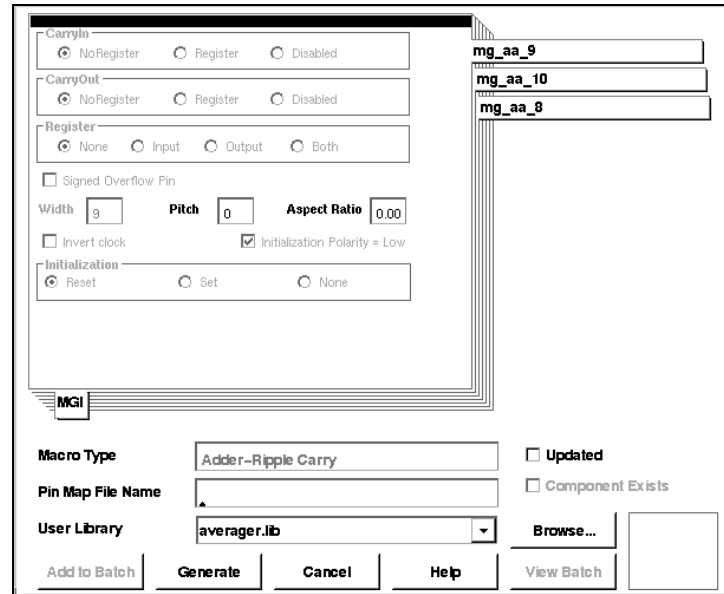 CarryIn
NoRegister Register Disabled
CarryOut
NoRegister Register Disabled
Register
None Input Output Both
Signed Overflow Pin
Width 9 Pitch 0 Aspect Ratio 0.00
Invert clock Initialization Polarity = Low
Initialization
Reset Set None
mg_aa_9
mg_aa_10
mg_aa_8
MGI
Macro Type Adder-Ripple Carry Updated
Pin Map File Name Component Exists
User Library averager.lib Browse...
Add to Batch Generate Cancel Help View Batch